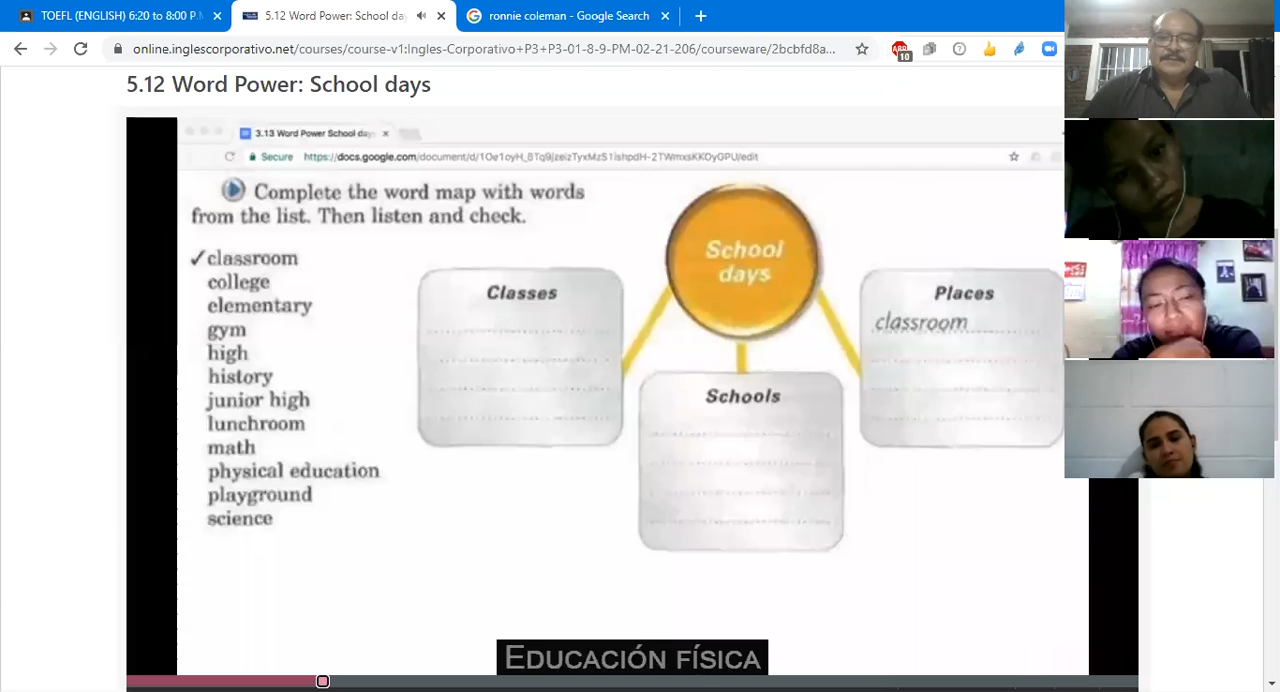 TOEFL (ENGLISH) 6:20 to 8:00 P.M
5.12 Word Power: School da
ronnie coleman - Google Search
online.inglescorporativo.net/courses/course-v1:Ingles-Corporativo+P3+P3-01-8-9-PM-02-21-206/courseware/2bcbfd8a...
10
5.12 Word Power: School days
3.13 Word Power School day
Secure
Complete the word map with words
from the list. Then listen and check.
✓classroom
college
elementary
gym
high
history
junior high
lunchroom
math
physical education
playground
science
School
days
Classes
Places
classroom
Schools
EDUCACIÓN FÍSICA